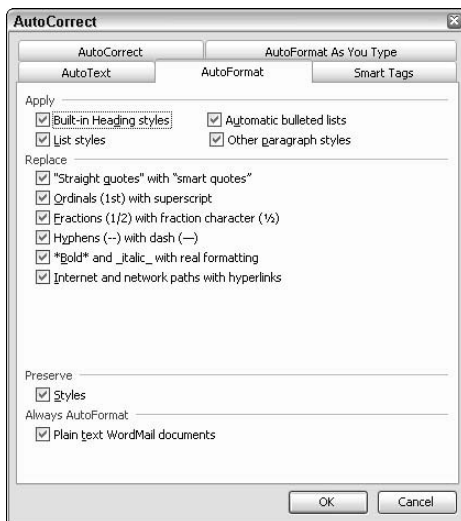 AutoCorrect
AutoCorrect AutoFormat As You Type
AutoText AutoFormat Smart Tags
Apply
Built-in Heading styles Automatic bulleted lists
List styles Other paragraph styles
Replace
"Straight quotes" with “smart quotes”
Ordinals (1st) with superscript
Fractions (1/2) with fraction character (½)
Hyphens (--) with dash (—)
*Bold* and _italic_ with real formatting
Internet and network paths with hyperlinks
Preserve
Styles
Always AutoFormat
Plain text WordMail documents
OK Cancel